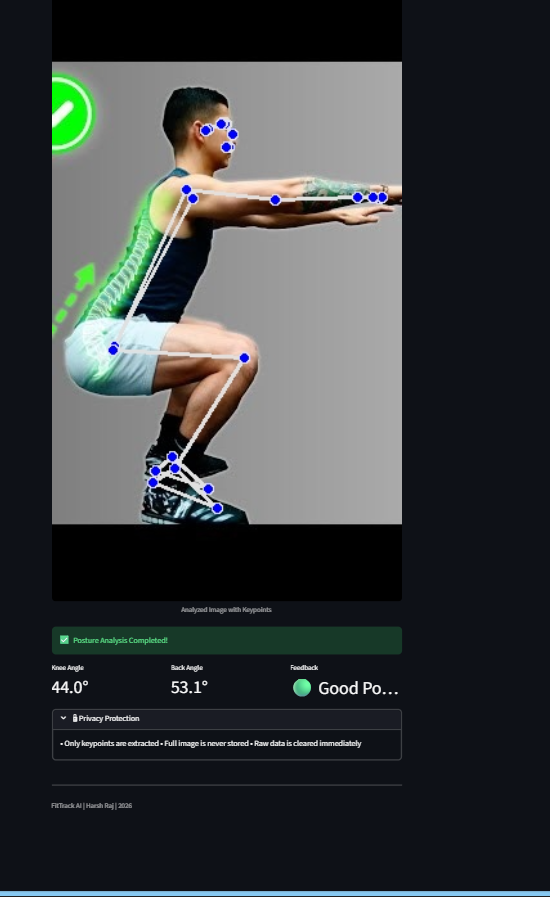 Analyzed Image with Keypoints
✅ Posture Analysis Completed!
Knee Angle
Back Angle
Feedback
44.0°
53.1°
🟢 Good Po...
🔒 Privacy Protection
• Only keypoints are extracted • Full image is never stored • Raw data is cleared immediately
FitTrack AI | Harsh Raj | 2026